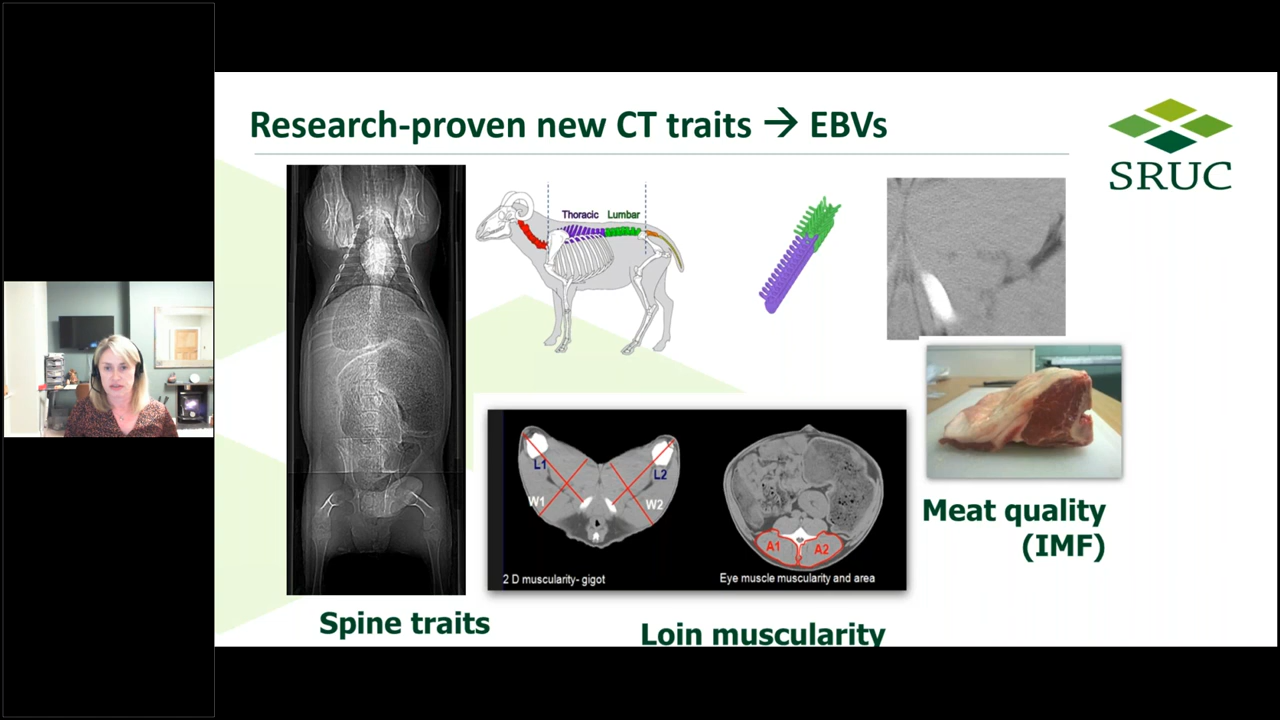 Research-proven new CT traits → EBVs
SRUC
Thoracic Lumbar
L1
L2
W1
W2
A1
A2
2 D muscularity- gigot
Eye muscle muscularity and area
Meat quality
(IMF)
Spine traits
Loin muscularity